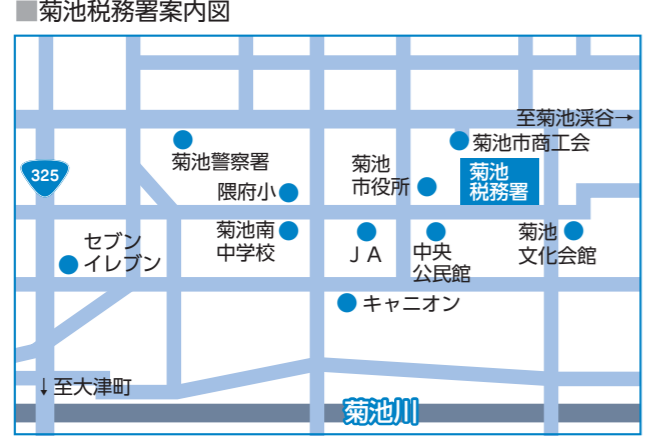 ■菊池税務署案内図
至菊池渓谷→
菊池市商工会
菊池警察署
菊池
市役所
菊池
税務署
325
隈府小
菊池南
中学校
セブン
イレブン
ＪＡ
中央
公民館
菊池
文化会館
キャニオン
↓至大津町
菊池川